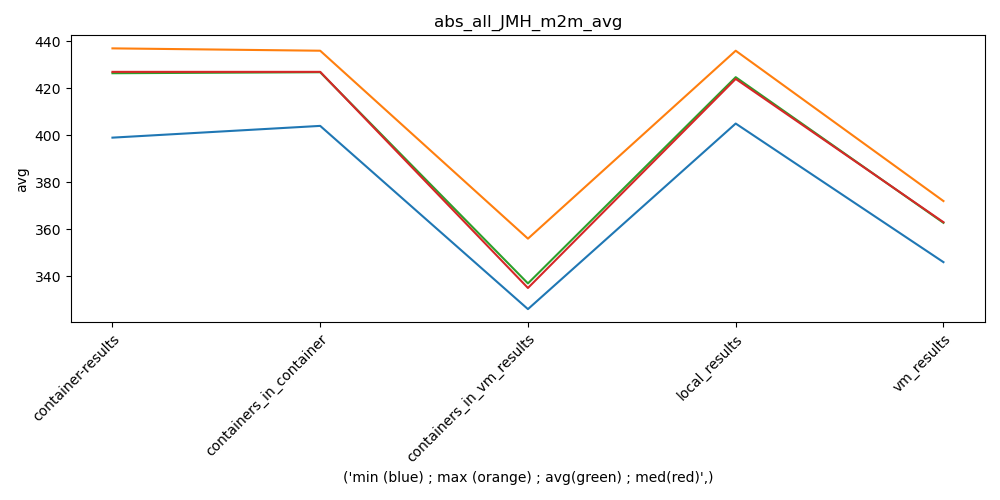 abs_all_JMH_m2m_avg
440
420
400
380
360
340
avg
container-results
containers_in_container
containers_in_vm_results
local_results
vm_results
('min (blue) ; max (orange) ; avg(green) ; med(red)',)